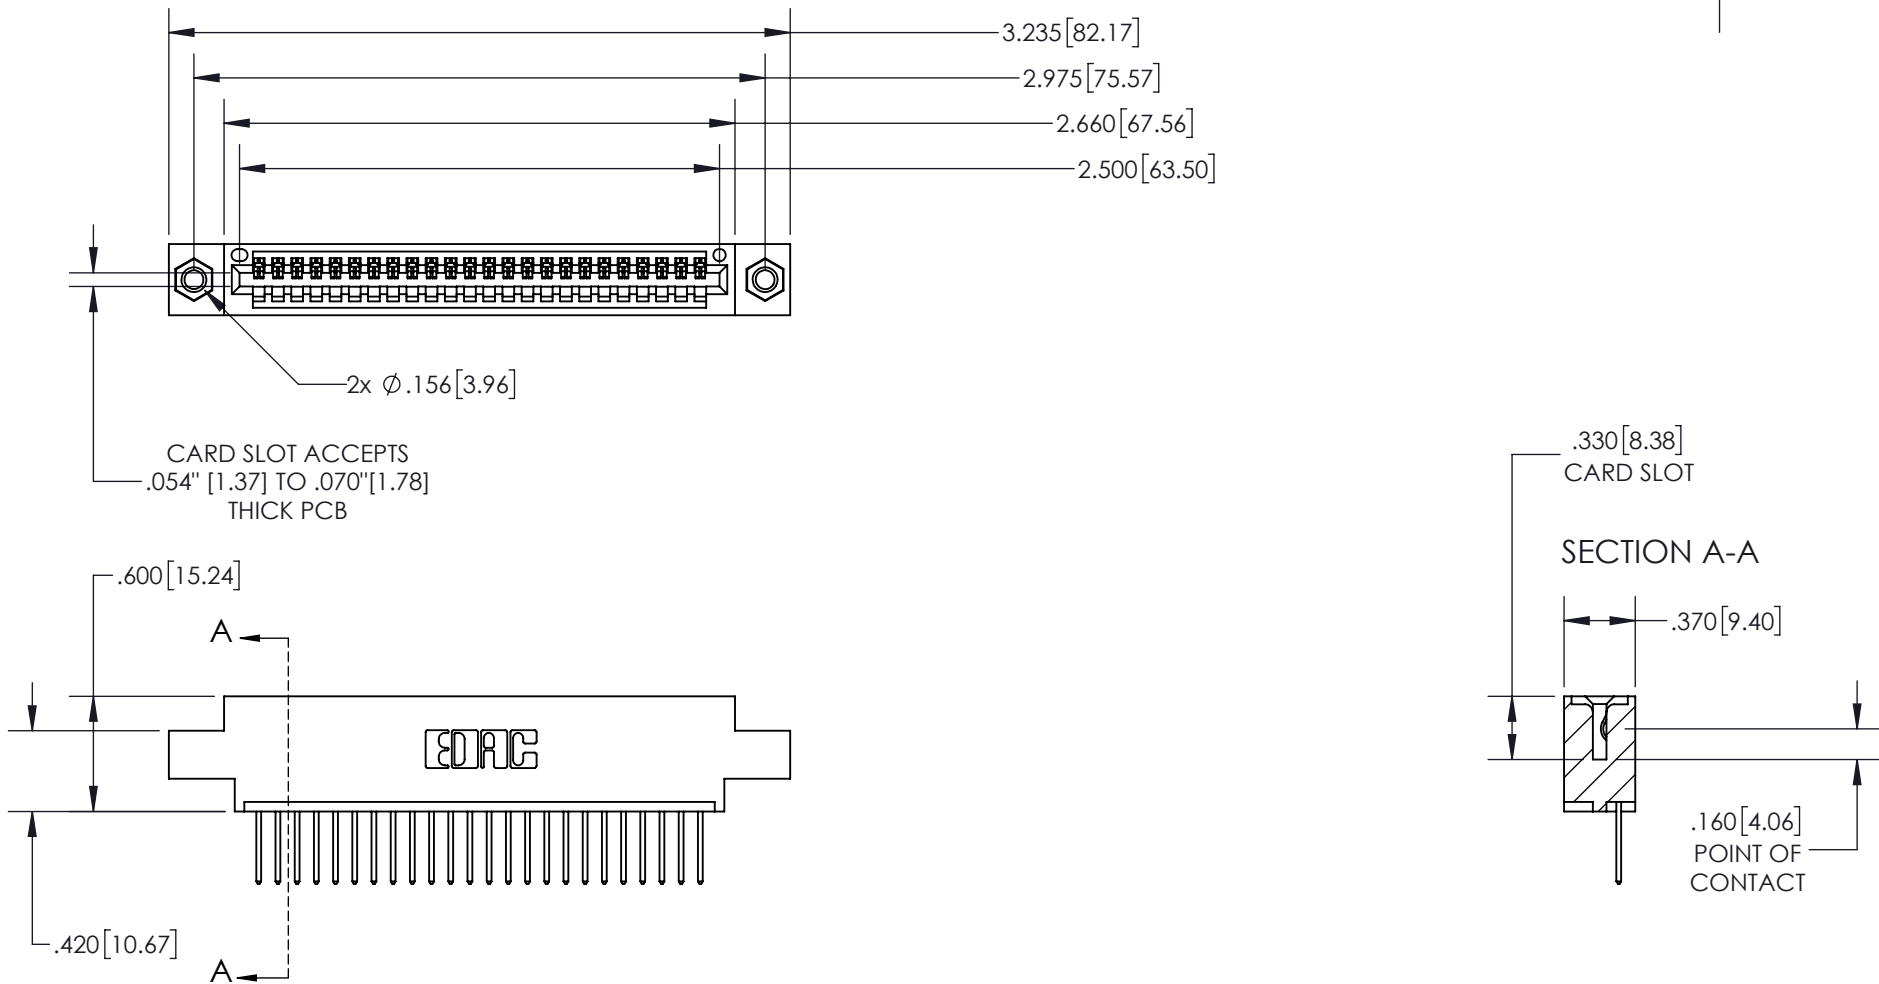 3.235[82.17]
2.975[75.57]
2.660[67.56]
2.500[63.50]
2x Ø.156[3.96]
CARD SLOT ACCEPTS
.054" [1.37] TO .070"[1.78]
THICK PCB
.330[8.38]
CARD SLOT
SECTION A-A
.370[9.40]
.600[15.24]
A
EDAC
.160[4.06]
POINT OF
CONTACT
.420[10.67]
A